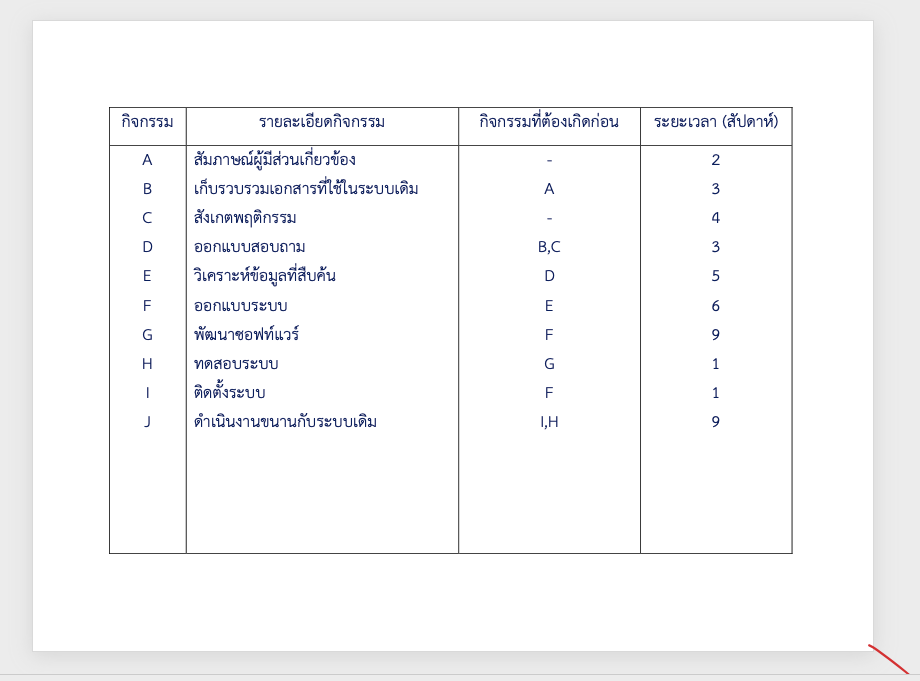 กิจกรรม รายละเอียดกิจกรรม กิจกรรมที่ต้องเกิดก่อน ระยะเวลา (สัปดาห์)
A สัมภาษณ์ผู้มีส่วนเกี่ยวข้อง - 2
B เก็บรวบรวมเอกสารที่ใช้ในระบบเดิม A 3
C สังเกตพฤติกรรม - 4
D ออกแบบสอบถาม B,C 3
E วิเคราะห์ข้อมูลที่สืบค้น D 5
F ออกแบบระบบ E 6
G พัฒนาซอฟท์แวร์ F 9
H ทดสอบระบบ G 1
I ติดตั้งระบบ F 1
J ดำเนินงานขนานกับระบบเดิม I,H 9